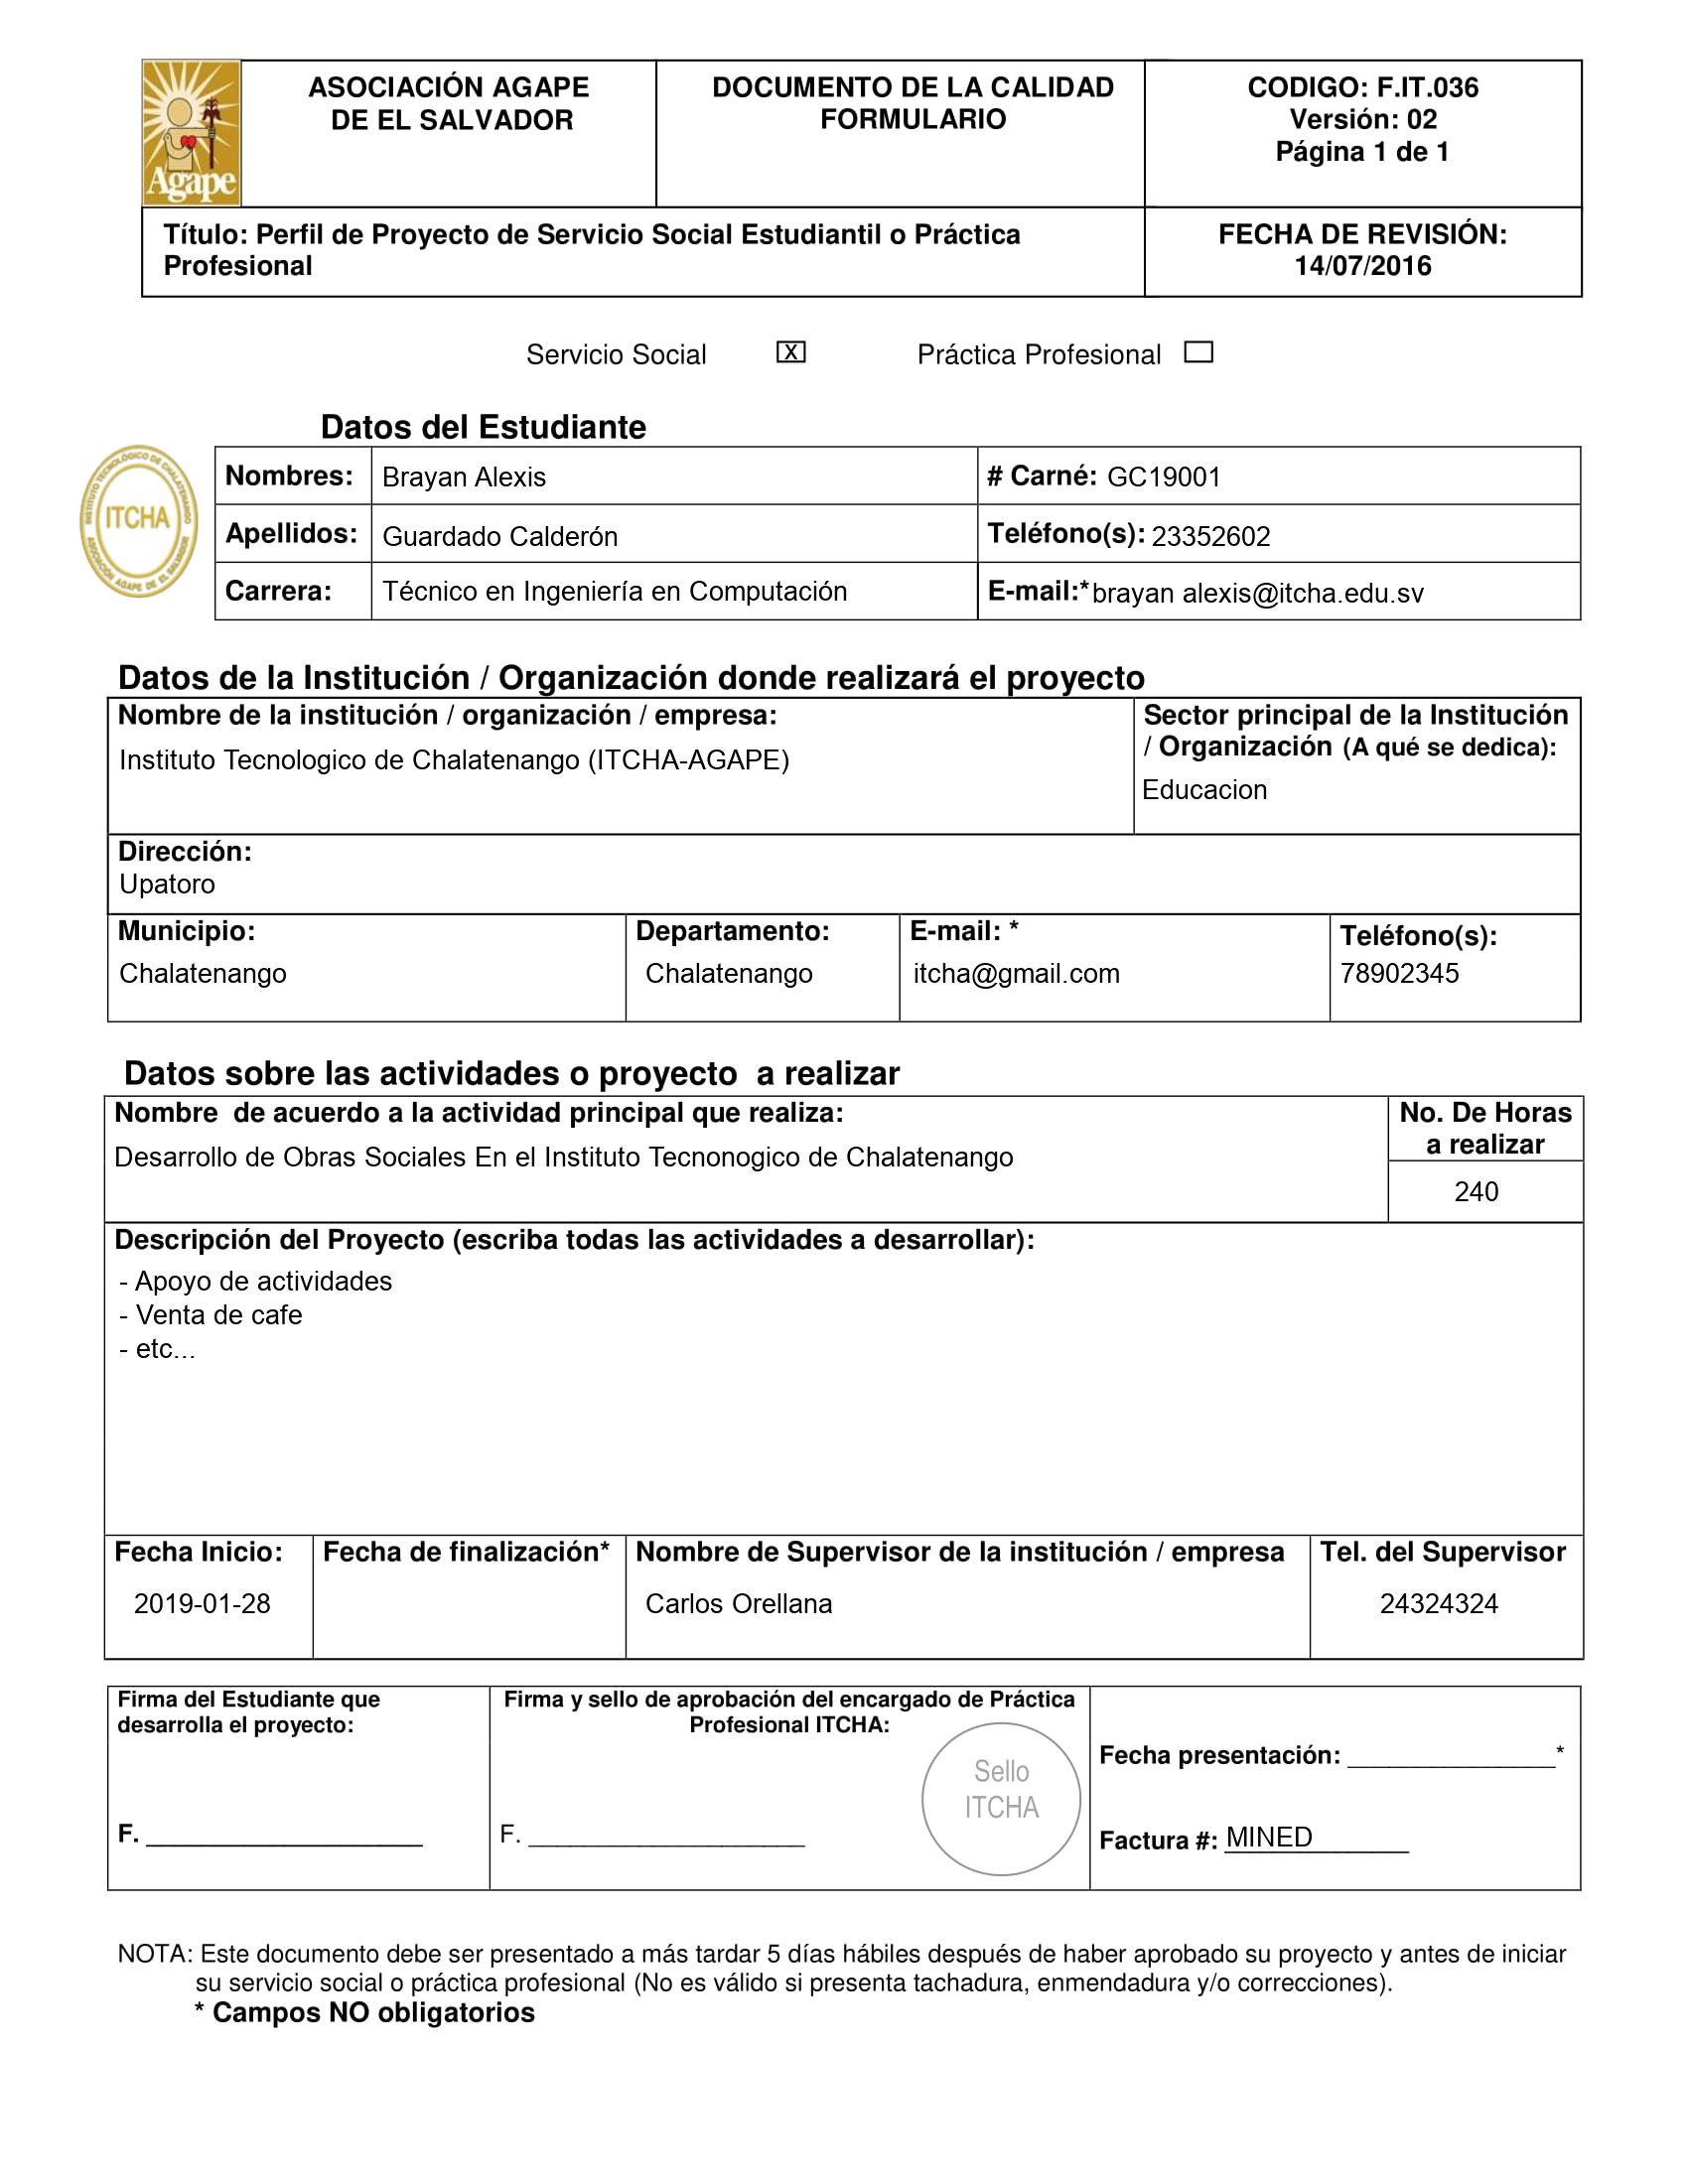 Agape
ASOCIACIÓN AGAPE
DE EL SALVADOR
DOCUMENTO DE LA CALIDAD
FORMULARIO
CODIGO: F.IT.036
Versión: 02
Página 1 de 1
Título: Perfil de Proyecto de Servicio Social Estudiantil o Práctica
Profesional
FECHA DE REVISIÓN:
14/07/2016
Servicio Social X Práctica Profesional
Datos del Estudiante
INSTITUTO TECNOLÓGICO DE CHALATENANGO
ITCHA
ASOCIACIÓN AGAPE DE EL SALVADOR
Nombres: Brayan Alexis # Carné: GC19001
Apellidos: Guardado Calderón Teléfono(s): 23352602
Carrera: Técnico en Ingeniería en Computación E-mail:* brayan alexis@itcha.edu.sv
Datos de la Institución / Organización donde realizará el proyecto
Nombre de la institución / organización / empresa:
Instituto Tecnologico de Chalatenango (ITCHA-AGAPE)
Sector principal de la Institución
/ Organización (A qué se dedica):
Educacion
Dirección:
Upatoro
Municipio:
Chalatenango
Departamento:
Chalatenango
E-mail: *
itcha@gmail.com
Teléfono(s):
78902345
Datos sobre las actividades o proyecto a realizar
Nombre de acuerdo a la actividad principal que realiza:
Desarrollo de Obras Sociales En el Instituto Tecnonogico de Chalatenango
No. De Horas
a realizar
240
Descripción del Proyecto (escriba todas las actividades a desarrollar):
- Apoyo de actividades
- Venta de cafe
- etc...
Fecha Inicio:
2019-01-28
Fecha de finalización*
Nombre de Supervisor de la institución / empresa
Carlos Orellana
Tel. del Supervisor
24324324
Firma del Estudiante que
desarrolla el proyecto:
F. ____________________
Firma y sello de aprobación del encargado de Práctica
Profesional ITCHA:
Sello
ITCHA
F. ____________________
Fecha presentación: _______________*
Factura #: MINED
NOTA: Este documento debe ser presentado a más tardar 5 días hábiles después de haber aprobado su proyecto y antes de iniciar
su servicio social o práctica profesional (No es válido si presenta tachadura, enmendadura y/o correcciones).
* Campos NO obligatorios